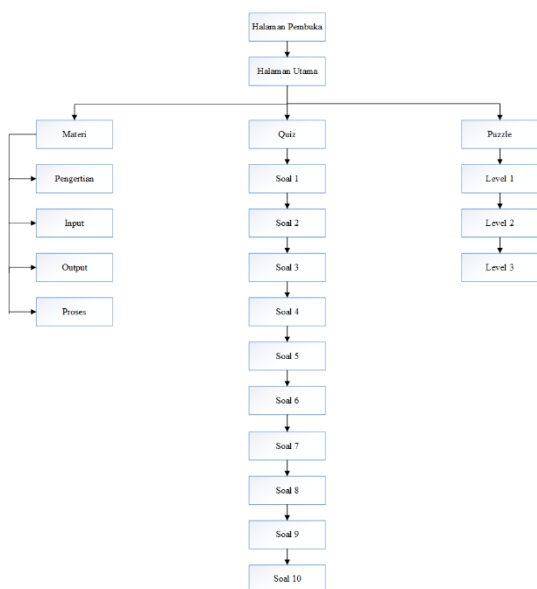 Halaman Pembuka
Halaman Utama
Materi
Quiz
Puzzle
Pengertian
Soal 1
Level 1
Input
Soal 2
Level 2
Output
Soal 3
Level 3
Proses
Soal 4
Soal 5
Soal 6
Soal 7
Soal 8
Soal 9
Soal 10